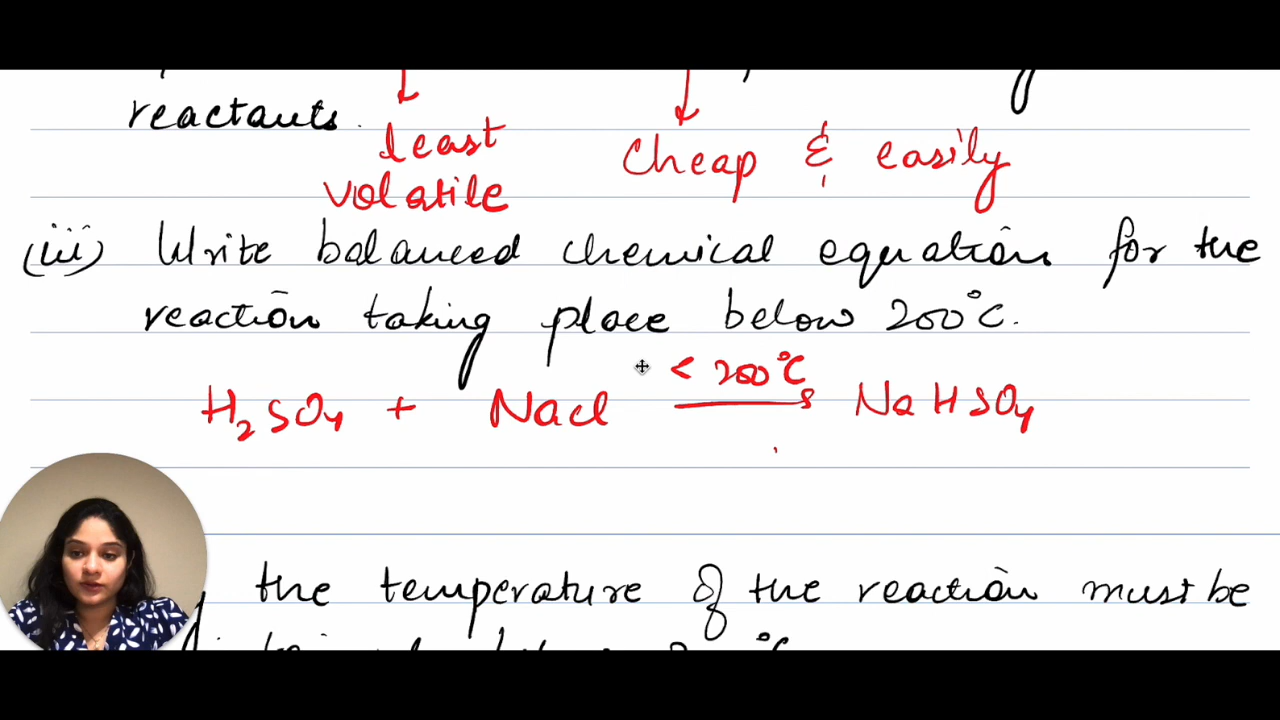 reactants.
least
volatile
cheap & easily
(iii) Write balanced chemical equation for the
reaction taking place below 200°C.
< 200°C
H₂SO₄ + NaCl → NaHSO₄
the temperature of the reaction must be